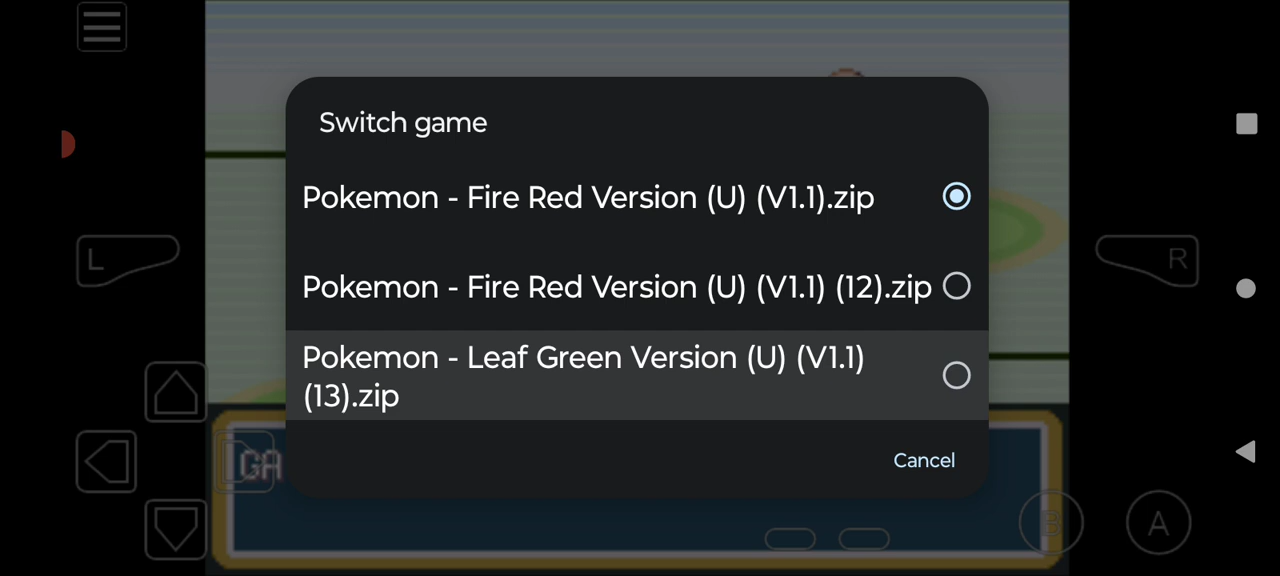 Switch game
Pokemon - Fire Red Version (U) (V1.1).zip
Pokemon - Fire Red Version (U) (V1.1) (12).zip
Pokemon - Leaf Green Version (U) (V1.1)
(13).zip
Cancel
L
R
GA
B
A